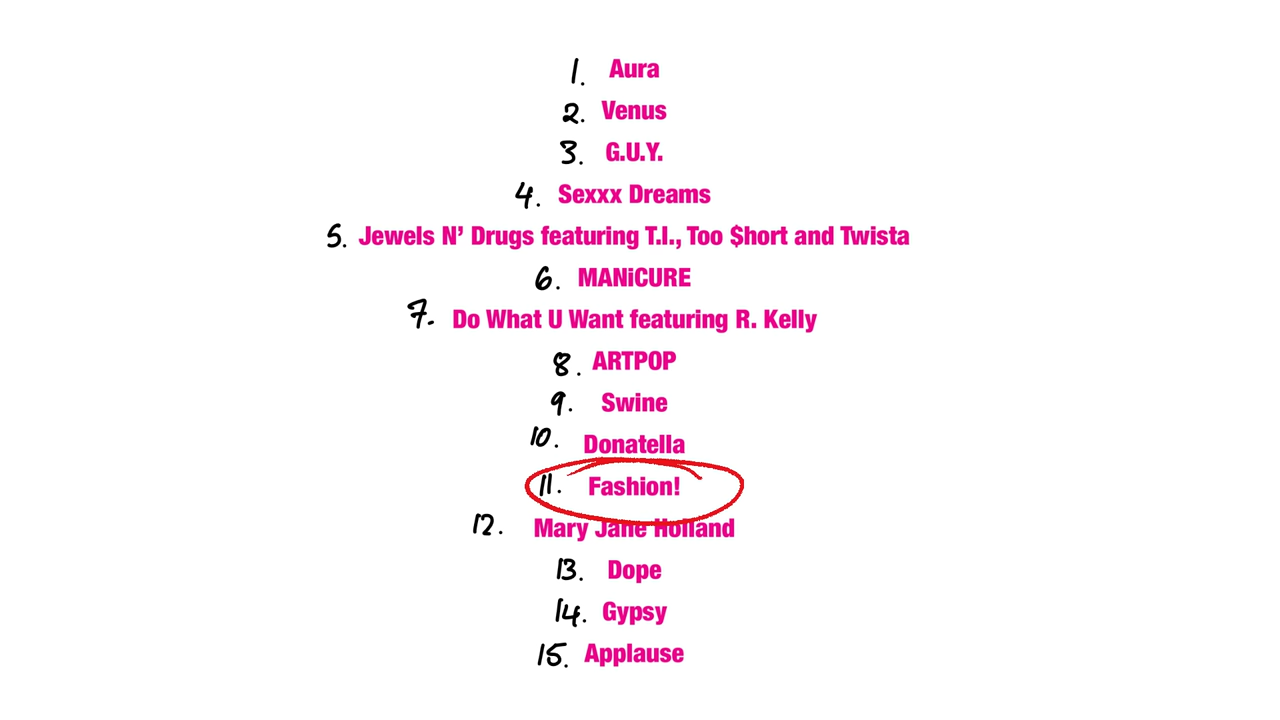 1. Aura
2. Venus
3. G.U.Y.
4. Sexxx Dreams
5. Jewels N’ Drugs featuring T.I., Too $hort and Twista
6. MANiCURE
7. Do What U Want featuring R. Kelly
8. ARTPOP
9. Swine
10. Donatella
11. Fashion!
12. Mary Jane Holland
13. Dope
14. Gypsy
15. Applause